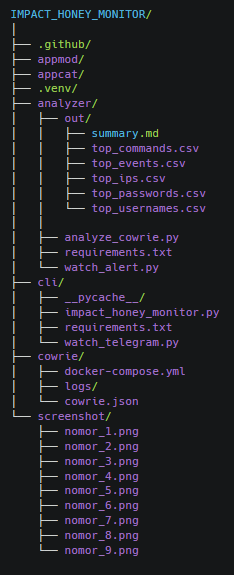 IMPACT_HONEY_MONITOR/
│
├── .github/
├── appmod/
├── appcat/
├── .venv/
├── analyzer/
│   ├── out/
│   │   ├── summary.md
│   │   ├── top_commands.csv
│   │   ├── top_events.csv
│   │   ├── top_ips.csv
│   │   ├── top_passwords.csv
│   │   └── top_usernames.csv
│   │
│   ├── analyze_cowrie.py
│   ├── requirements.txt
│   └── watch_alert.py
├── cli/
│   ├── __pycache__/
│   ├── impact_honey_monitor.py
│   ├── requirements.txt
│   └── watch_telegram.py
├── cowrie/
│   ├── docker-compose.yml
│   ├── logs/
│   └── cowrie.json
└── screenshot/
    ├── nomor_1.png
    ├── nomor_2.png
    ├── nomor_3.png
    ├── nomor_4.png
    ├── nomor_5.png
    ├── nomor_6.png
    ├── nomor_7.png
    ├── nomor_8.png
    └── nomor_9.png